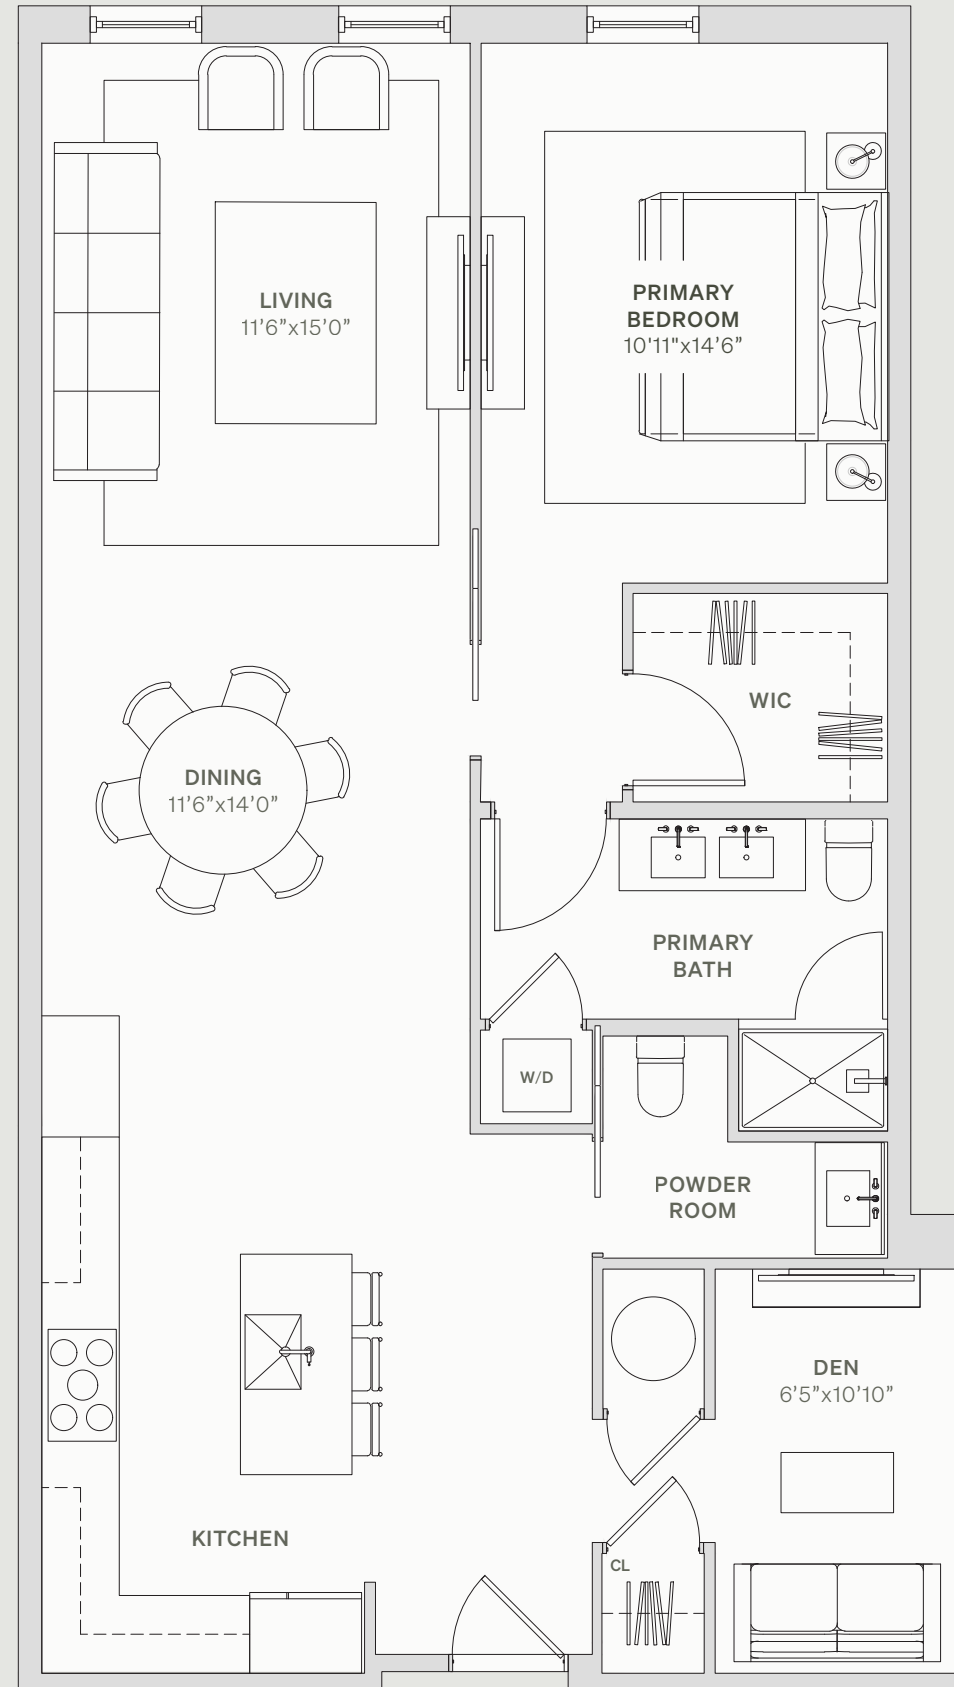 LIVING
11’6”x15’0”
PRIMARY
BEDROOM
10'11"x14’6”
WIC
DINING
11’6”x14’0”
PRIMARY
BATH
W/D
POWDER
ROOM
DEN
6’5”x10’10”
KITCHEN
CL